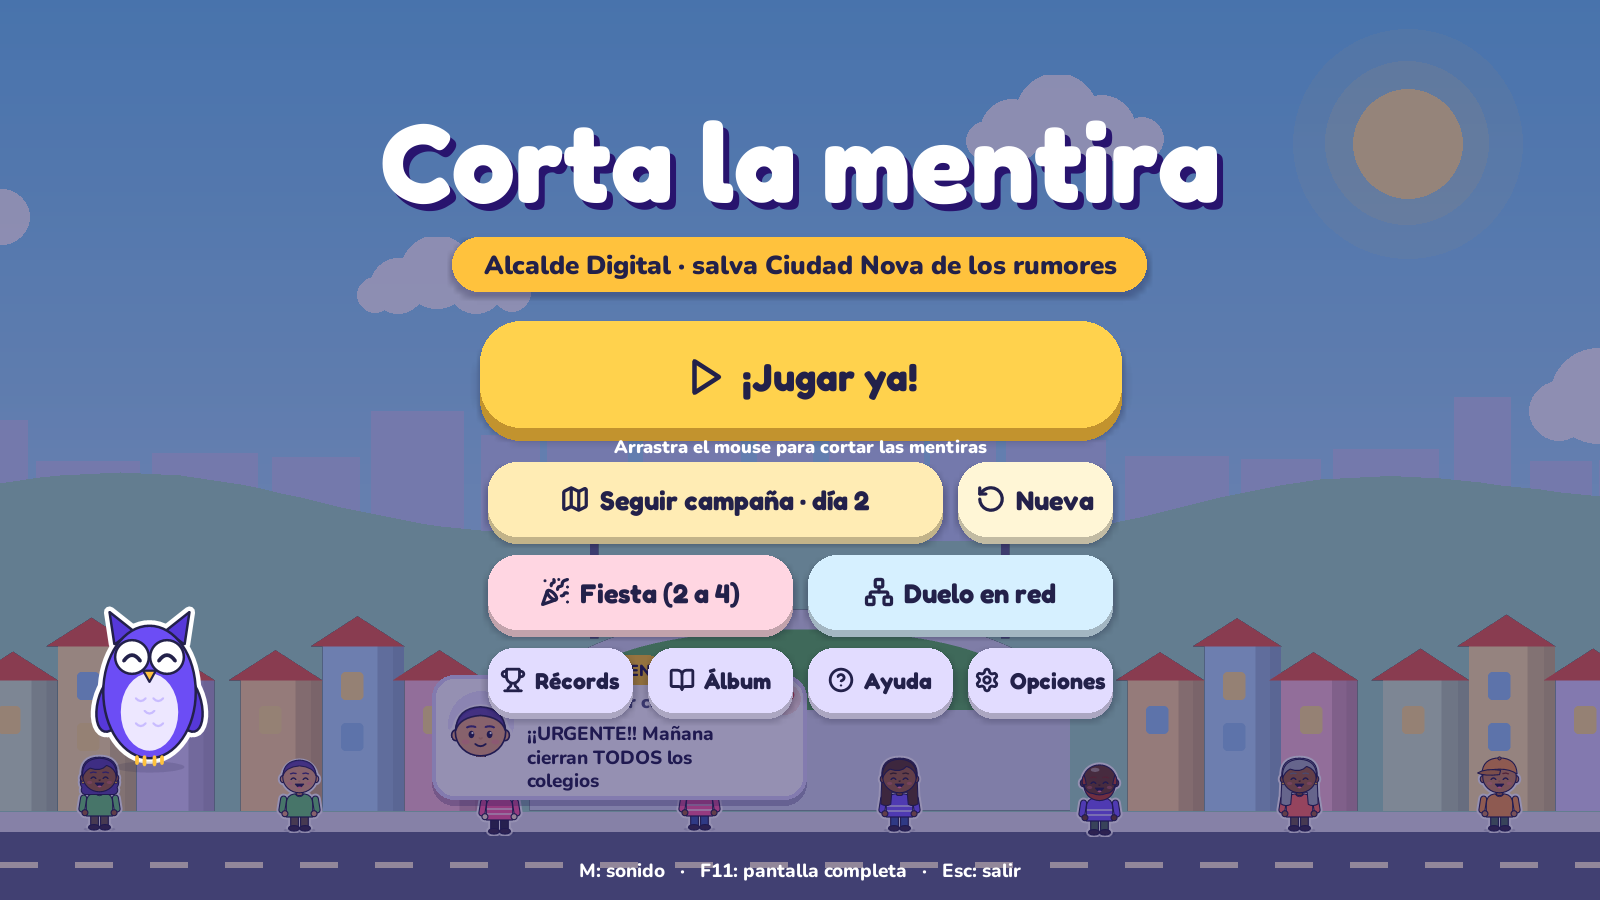 Corta la mentira
Alcalde Digital · salva Ciudad Nova de los rumores
¡Jugar ya!
Arrastra el mouse para cortar las mentiras
Seguir campaña · día 2
Nueva
Fiesta (2 a 4)
Duelo en red
Récords
Álbum
Ayuda
Opciones
¡¡URGENTE!! Mañana
cierran TODOS los
colegios
M: sonido · F11: pantalla completa · Esc: salir